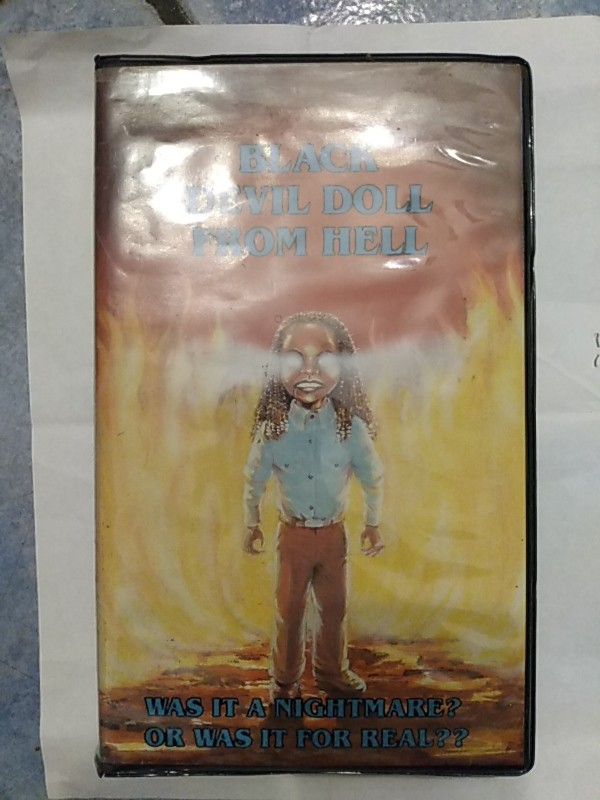 BLACK
DEVIL DOLL
FROM HELL
WAS IT A NIGHTMARE?
OR WAS IT FOR REAL??